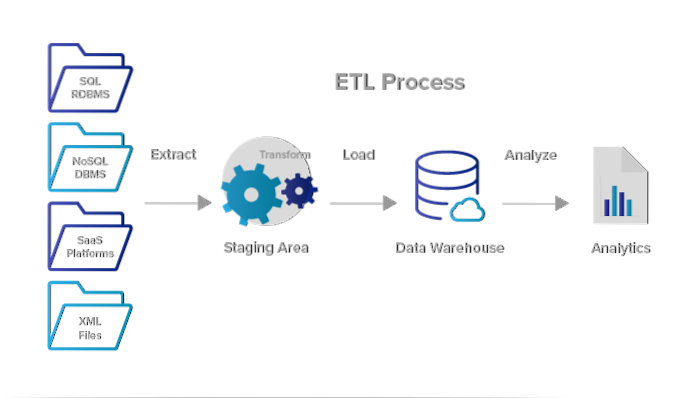 ETL Process
SQL
RDBMS
NoSQL
DBMS
SaaS
Platforms
XML
Files
Extract
Transform
Staging Area
Load
Data Warehouse
Analyze
Analytics